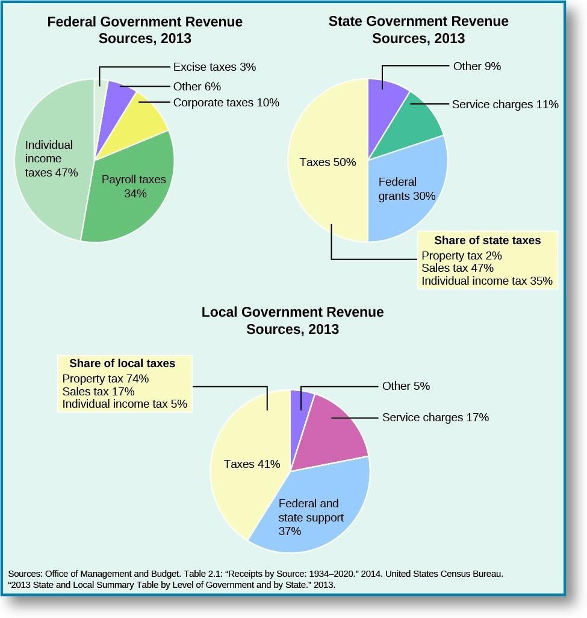 Federal Government Revenue
Sources, 2013
Excise taxes 3%
Other 6%
Corporate taxes 10%
Individual
income
taxes 47%
Payroll taxes
34%
State Government Revenue
Sources, 2013
Other 9%
Service charges 11%
Taxes 50%
Federal
grants 30%
Share of state taxes
Property tax 2%
Sales tax 47%
Individual income tax 35%
Local Government Revenue
Sources, 2013
Share of local taxes
Property tax 74%
Sales tax 17%
Individual income tax 5%
Other 5%
Service charges 17%
Taxes 41%
Federal and
state support
37%
Sources: Office of Management and Budget. Table 2.1: “Receipts by Source: 1934–2020.” 2014. United States Census Bureau.
“2013 State and Local Summary Table by Level of Government and by State.” 2013.